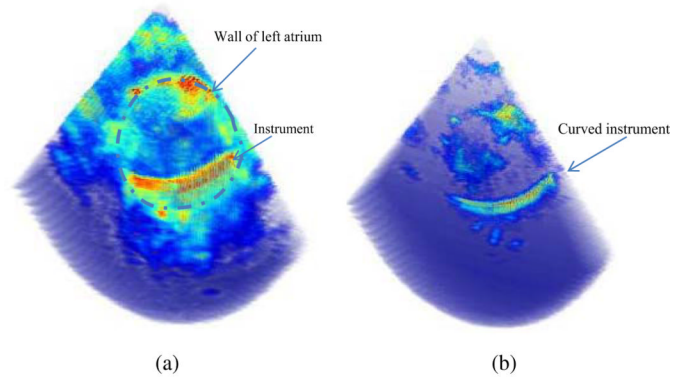 Wall of left atrium
Instrument
Curved instrument
(a)
(b)